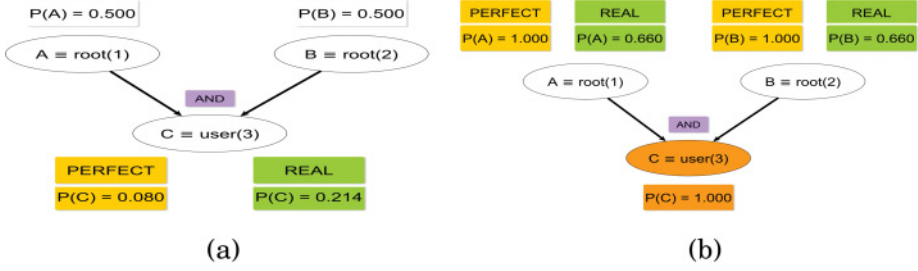 P(A) = 0.500
P(B) = 0.500
A ≡ root(1)
B ≡ root(2)
AND
C ≡ user(3)
PERFECT
REAL
P(C) = 0.080
P(C) = 0.214
(a)
PERFECT
REAL
PERFECT
REAL
P(A) = 1.000
P(A) = 0.660
P(B) = 1.000
P(B) = 0.660
A ≡ root(1)
B ≡ root(2)
AND
C ≡ user(3)
P(C) = 1.000
(b)